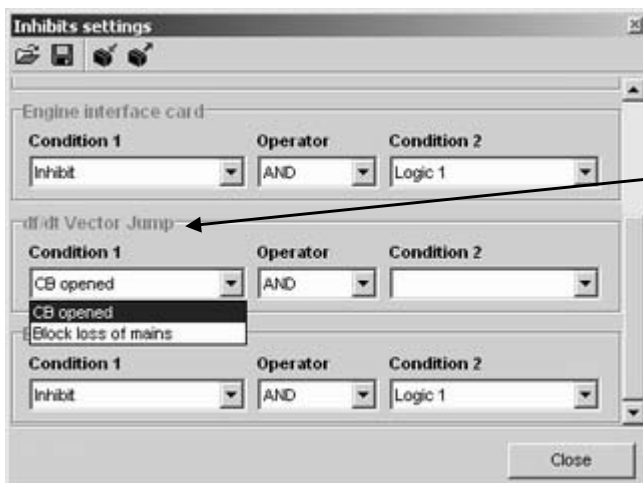 Inhibits settings
Engine interface card
Condition 1 Operator Condition 2
Inhibit AND Logic 1
df/dt Vector Jump
Condition 1 Operator Condition 2
CB opened AND
CB opened
Block loss of mains
Condition 1 Operator Condition 2
Inhibit AND Logic 1
Close